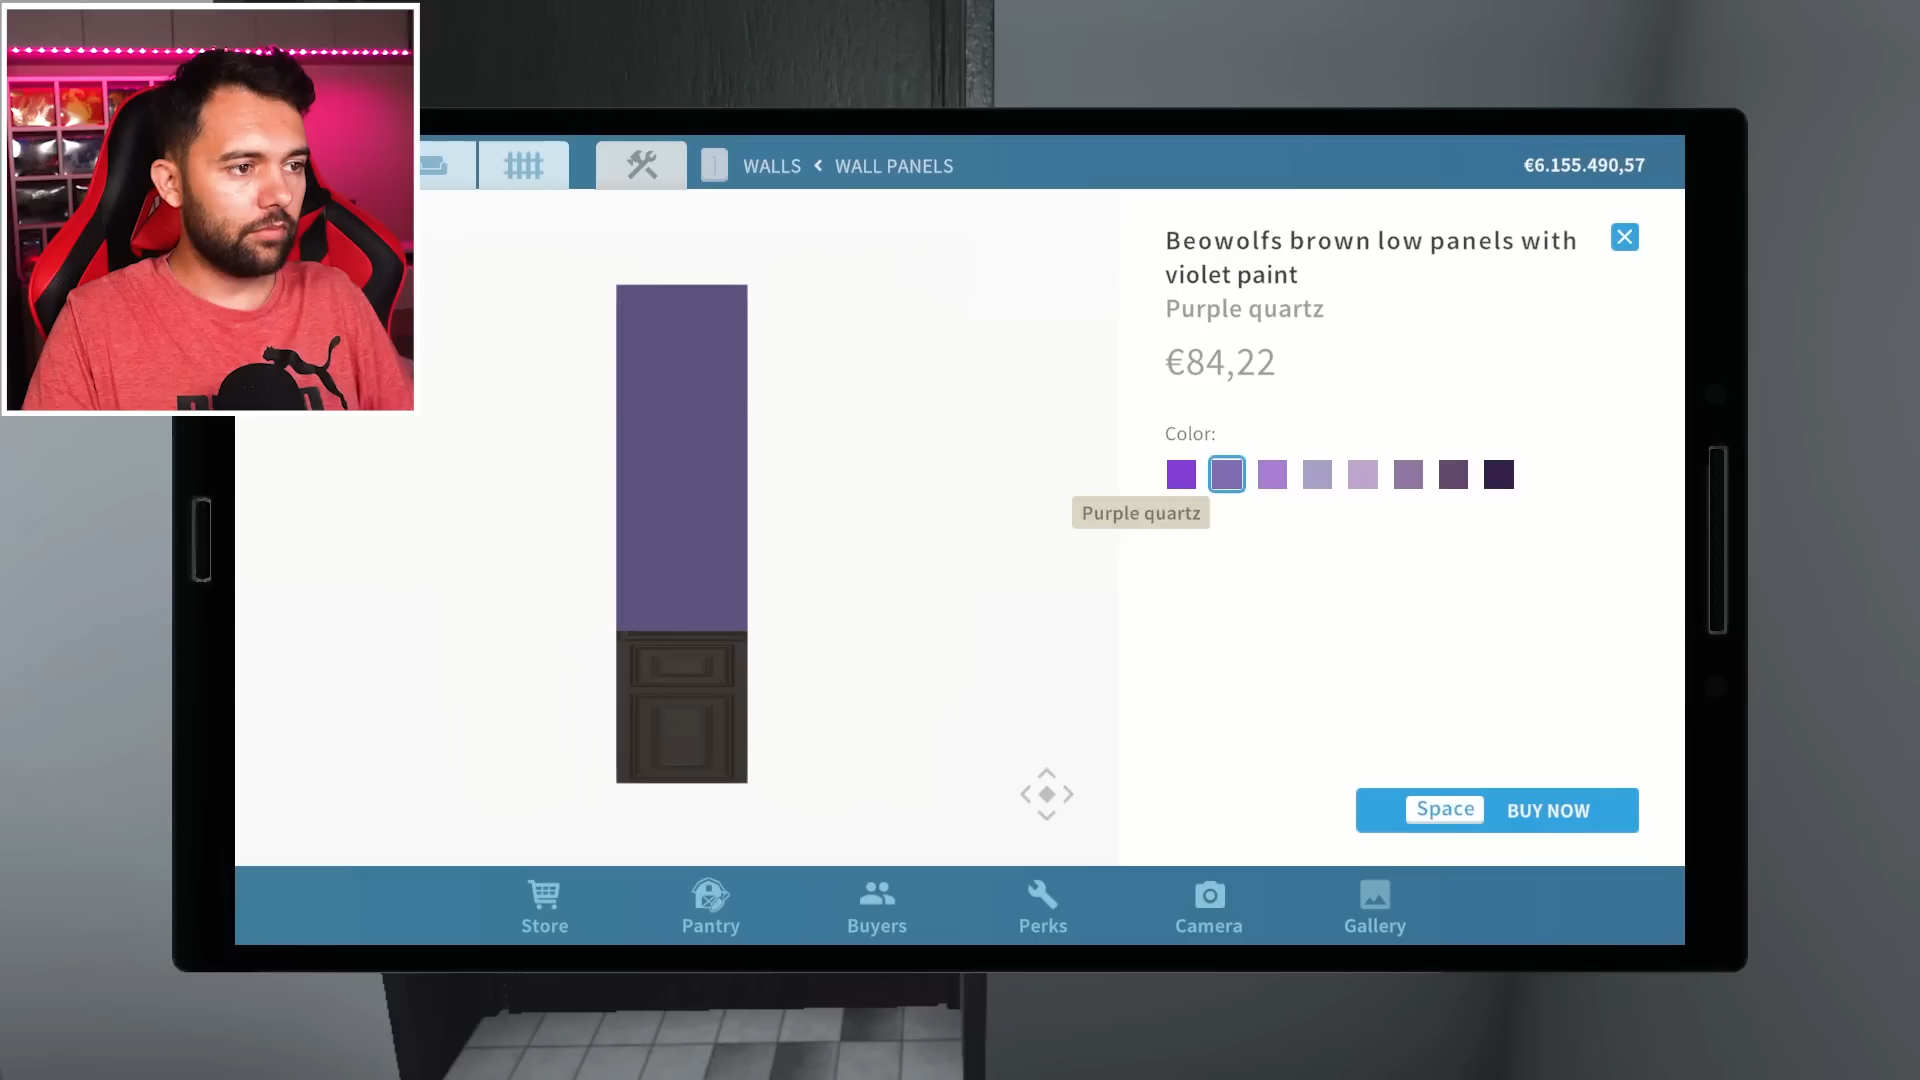 WALLS < WALL PANELS
€6.155.490,57
Beowolfs brown low panels with
violet paint
Purple quartz
€84,22
Color:
Purple quartz
Space BUY NOW
Store Pantry Buyers Perks Camera Gallery